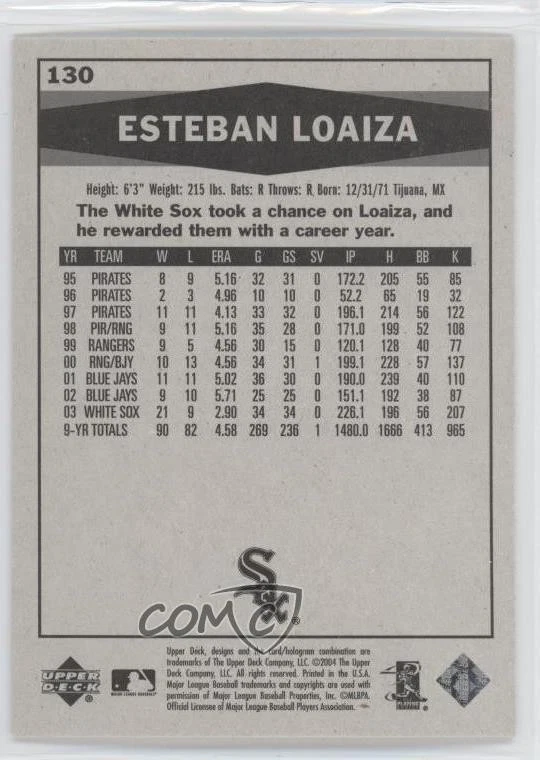 130
ESTEBAN LOAIZA
Height: 6'3" Weight: 215 lbs. Bats: R Throws: R Born: 12/31/71 Tijuana, MX
The White Sox took a chance on Loaiza, and
he rewarded them with a career year.
YR TEAM W L ERA G GS SV IP H BB K
95 PIRATES 8 9 5.16 32 31 0 172.2 205 55 85
96 PIRATES 2 3 4.96 10 10 0 52.2 65 19 32
97 PIRATES 11 11 4.13 33 32 0 196.1 214 56 122
98 PIR/RNG 9 11 5.16 35 28 0 171.0 199 52 108
99 RANGERS 9 5 4.56 30 15 0 120.1 128 40 77
00 RNG/BJY 10 13 4.56 34 31 1 199.1 228 57 137
01 BLUE JAYS 11 11 5.02 36 30 0 190.0 239 40 110
02 BLUE JAYS 9 10 5.71 25 25 0 151.1 192 38 87
03 WHITE SOX 21 9 2.90 34 34 0 226.1 196 56 207
9-YR TOTALS 90 82 4.58 269 236 1 1480.0 1666 413 965
Sox ®
COMC
Upper Deck, designs and the card/hologram combination are
trademarks of The Upper Deck Company, LLC. ©2004 The Upper
Deck Company, LLC. All rights reserved. Printed in the U.S.A.
Major League Baseball trademarks and copyrights are used with
permission of Major League Baseball Properties, Inc. ©MLBPA.
Official Licensee of Major League Baseball Players Association.
UPPER
DECK